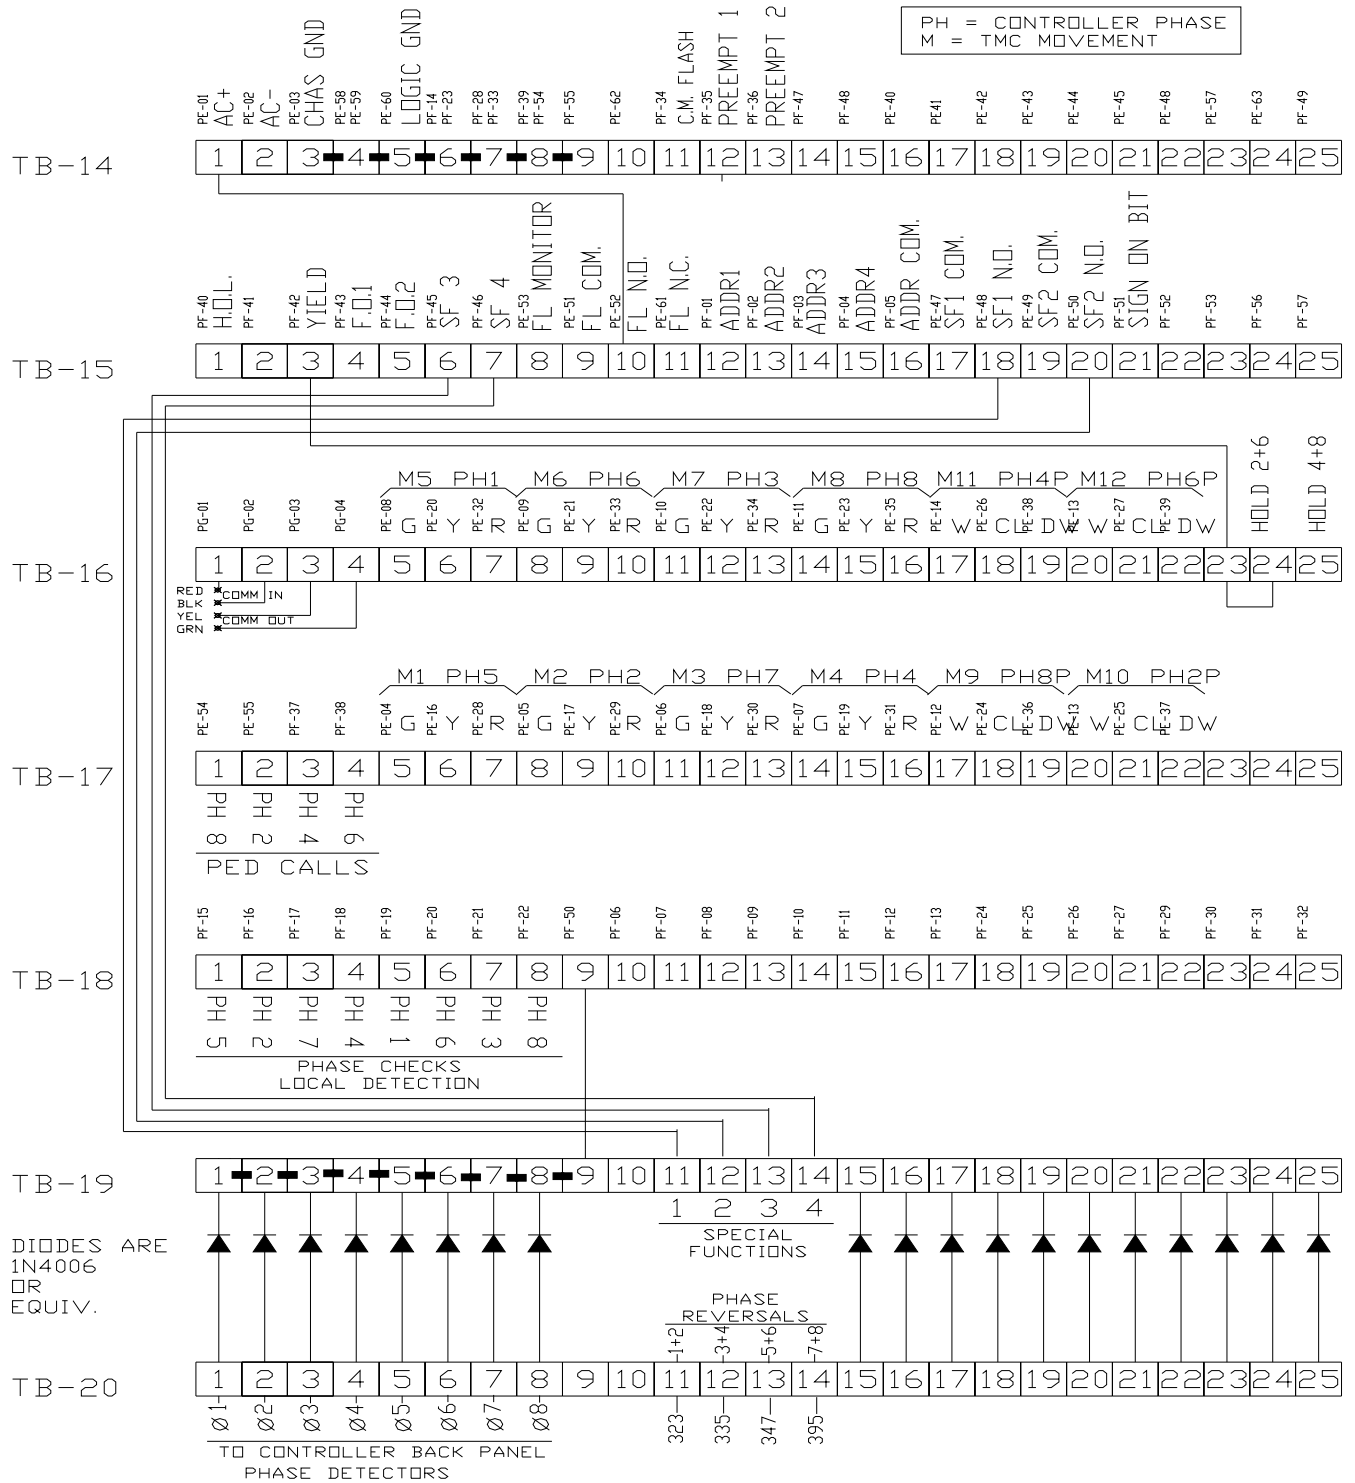 PH = CONTROLLER PHASE
M = TMC MOVEMENT
PE-01 PE-02 PE-03 PE-58 PE-59 PE-60 PF-14 PF-23 PF-28 PF-33 PF-39 PF-54 PF-55 PE-62 PF-34 PF-35 PF-36 PF-47 PF-48 PE-40 PE41 PE-42 PE-43 PE-44 PE-45 PE-48 PE-57 PE-63 PF-49
AC+ AC- CHAS GND LOGIC GND C.M. FLASH PREEMPT 1 PREEMPT 2
TB-14 1 2 3 4 5 6 7 8 9 10 11 12 13 14 15 16 17 18 19 20 21 22 23 24 25
PF-40 PF-41 PF-42 PF-43 PF-44 PF-45 PF-46 PE-53 PE-51 PE-52 PE-61 PF-01 PF-02 PF-03 PF-04 PF-05 PE-47 PE-48 PE-49 PE-50 PF-51 PF-52 PF-53 PF-56 PF-57
H.O.L. YIELD F.O.1 F.O.2 SF 3 SF 4 FL MONITOR FL COM. FL N.O. FL N.C. ADDR1 ADDR2 ADDR3 ADDR4 ADDR COM. SF1 COM. SF1 N.O. SF2 COM. SF2 N.O. SIGN ON BIT
TB-15 1 2 3 4 5 6 7 8 9 10 11 12 13 14 15 16 17 18 19 20 21 22 23 24 25
M5 PH1 M6 PH6 M7 PH3 M8 PH8 M11 PH4P M12 PH6P HOLD 2+6 HOLD 4+8
PG-01 PG-02 PG-03 PG-04 PE-08 PE-20 PE-32 PE-09 PE-21 PE-33 PE-10 PE-22 PE-34 PE-11 PE-23 PE-35 PE-14 PE-26 PE-38 PE-13 PE-27 PE-39
G Y R G Y R G Y R G Y R W CL DW W CL DW
TB-16 1 2 3 4 5 6 7 8 9 10 11 12 13 14 15 16 17 18 19 20 21 22 23 24 25
RED
COMM IN
BLK
YEL
COMM OUT
GRN
M1 PH5 M2 PH2 M3 PH7 M4 PH4 M9 PH8P M10 PH2P
PE-54 PE-55 PF-37 PF-38 PE-04 PE-16 PE-28 PE-05 PE-17 PE-29 PE-06 PE-18 PE-30 PE-07 PE-19 PE-31 PE-12 PE-24 PE-36 PE-13 PE-25 PE-37
G Y R G Y R G Y R G Y R W CL DW W CL DW
TB-17 1 2 3 4 5 6 7 8 9 10 11 12 13 14 15 16 17 18 19 20 21 22 23 24 25
PH 8 PH 2 PH 4 PH 6
PED CALLS
PF-15 PF-16 PF-17 PF-18 PF-19 PF-20 PF-21 PF-22 PF-50 PF-06 PF-07 PF-08 PF-09 PF-10 PF-11 PF-12 PF-13 PF-24 PF-25 PF-26 PF-27 PF-29 PF-30 PF-31 PF-32
TB-18 1 2 3 4 5 6 7 8 9 10 11 12 13 14 15 16 17 18 19 20 21 22 23 24 25
PH 5 PH 2 PH 7 PH 4 PH 1 PH 6 PH 3 PH 8
PHASE CHECKS
LOCAL DETECTION
TB-19 1 2 3 4 5 6 7 8 9 10 11 12 13 14 15 16 17 18 19 20 21 22 23 24 25
1 2 3 4
SPECIAL
FUNCTIONS
DIODES ARE
1N4006
OR
EQUIV.
PHASE
REVERSALS
1+2 3+4 5+6 7+8
TB-20 1 2 3 4 5 6 7 8 9 10 11 12 13 14 15 16 17 18 19 20 21 22 23 24 25
Ø1 Ø2 Ø3 Ø4 Ø5 Ø6 Ø7 Ø8 323 335 347 395
TO CONTROLLER BACK PANEL
PHASE DETECTORS